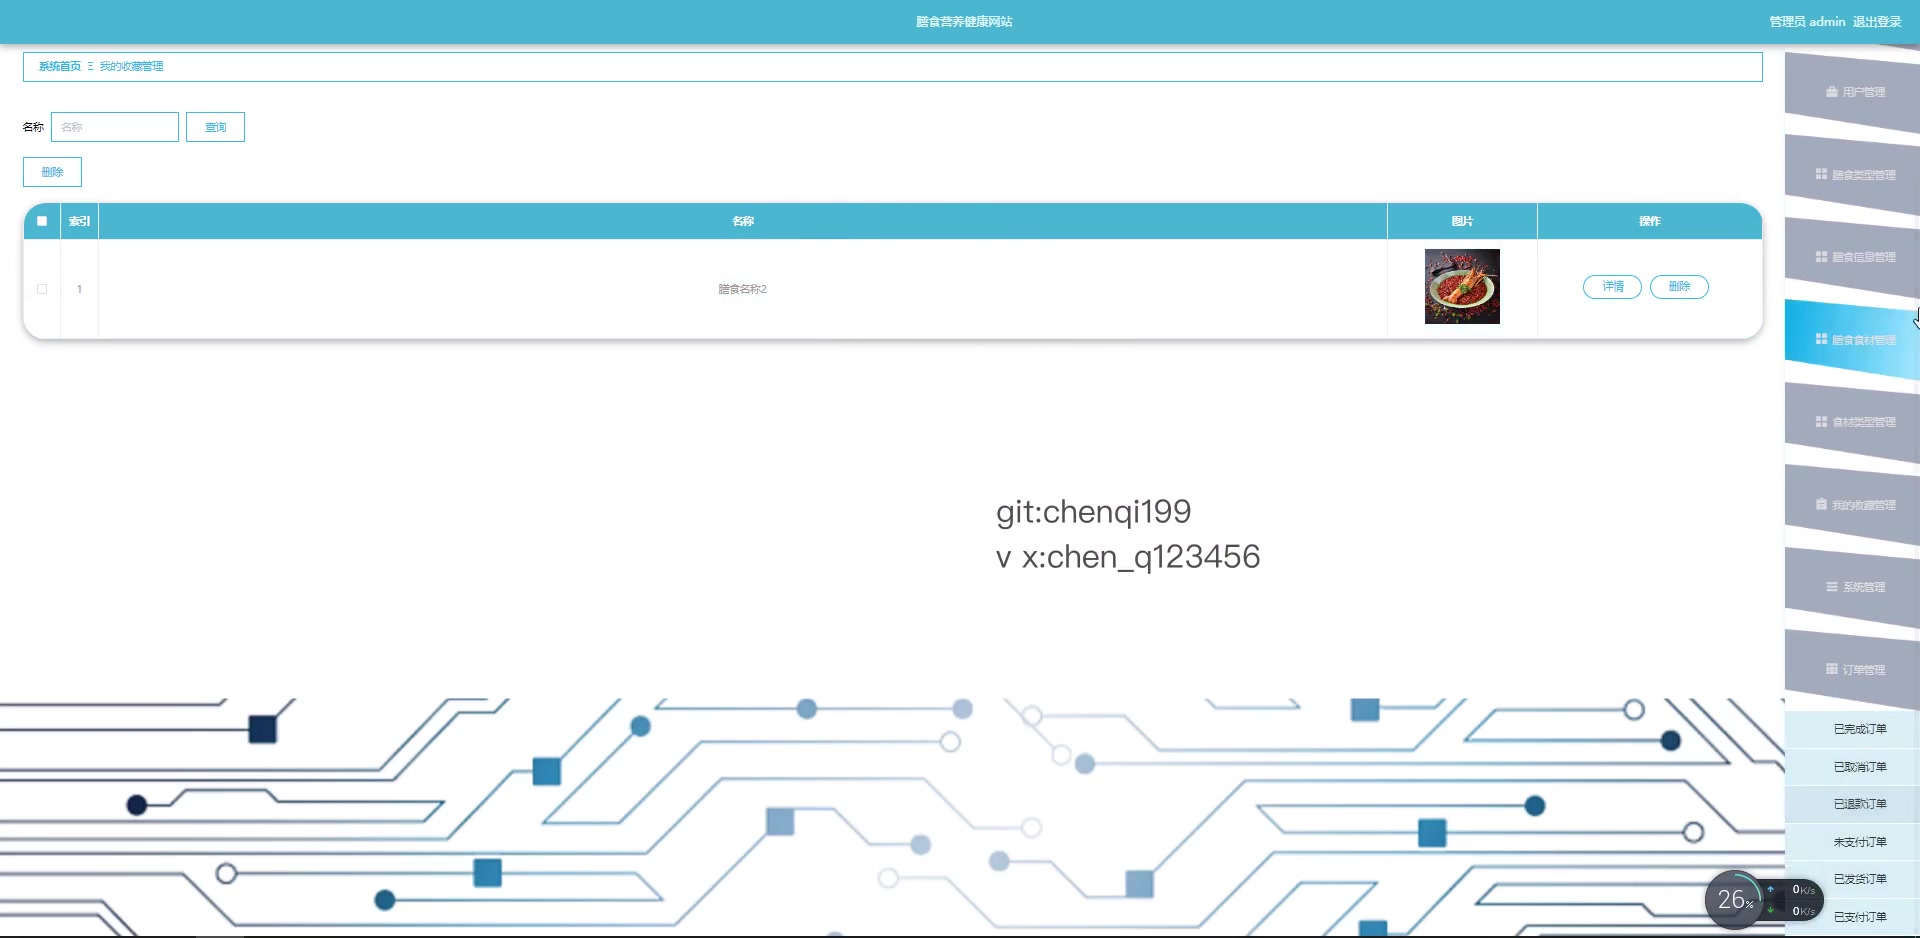 膳食营养健康网站
管理员 admin 退出登录
系统首页 Ξ 我的收藏管理
名称 名称 查询
删除
索引 名称 图片 操作
1 膳食名称2 详情 删除
用户管理
膳食类型管理
膳食信息管理
膳食食材管理
食材类型管理
我的收藏管理
系统管理
订单管理
已完成订单
已取消订单
已退款订单
未支付订单
已发货订单
已支付订单
git:chenqi199
v x:chen_q123456
26%
0K/s
0K/s